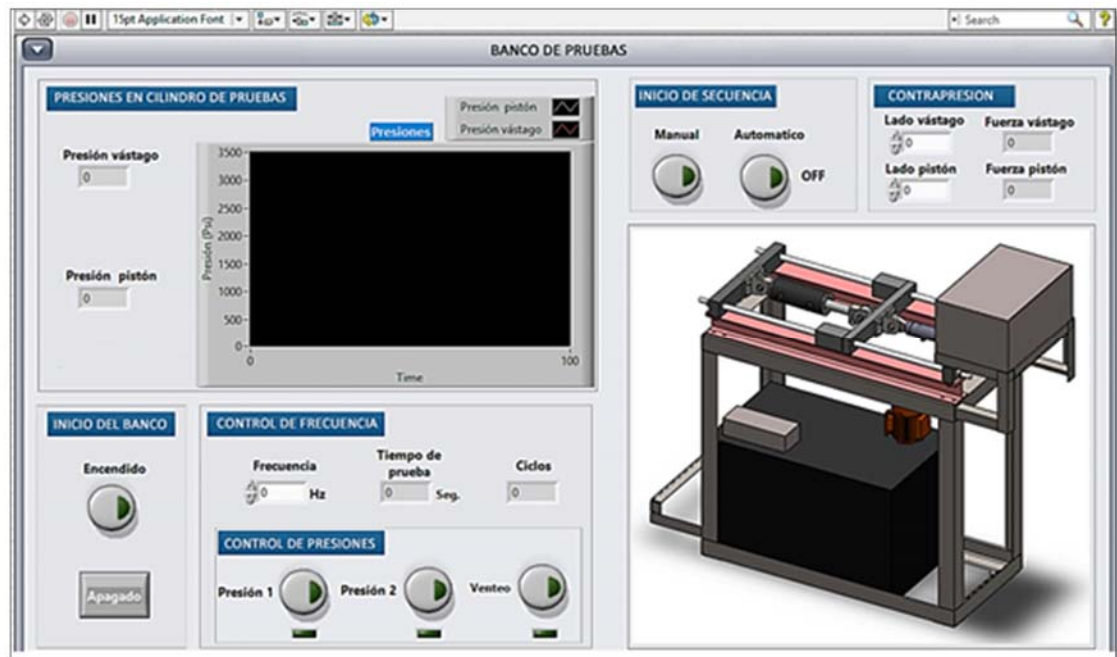 15pt Application Font
Search
BANCO DE PRUEBAS
PRESIONES EN CILINDRO DE PRUEBAS
Presión pistón
Presiones
Presión vástago
Presión vástago
0
Presión pistón
0
Presión (Psi)
3500
3000
2500
2000
1500
1000
500
0
0
100
Time
INICIO DE SECUENCIA
Manual
Automatico
OFF
CONTRAPRESION
Lado vástago
Fuerza vástago
0
0
Lado pistón
Fuerza pistón
0
0
INICIO DEL BANCO
Encendido
Apagado
CONTROL DE FRECUENCIA
Frecuencia
0
Hz
Tiempo de
prueba
0
Seg.
Ciclos
0
CONTROL DE PRESIONES
Presión 1
Presión 2
Venteo